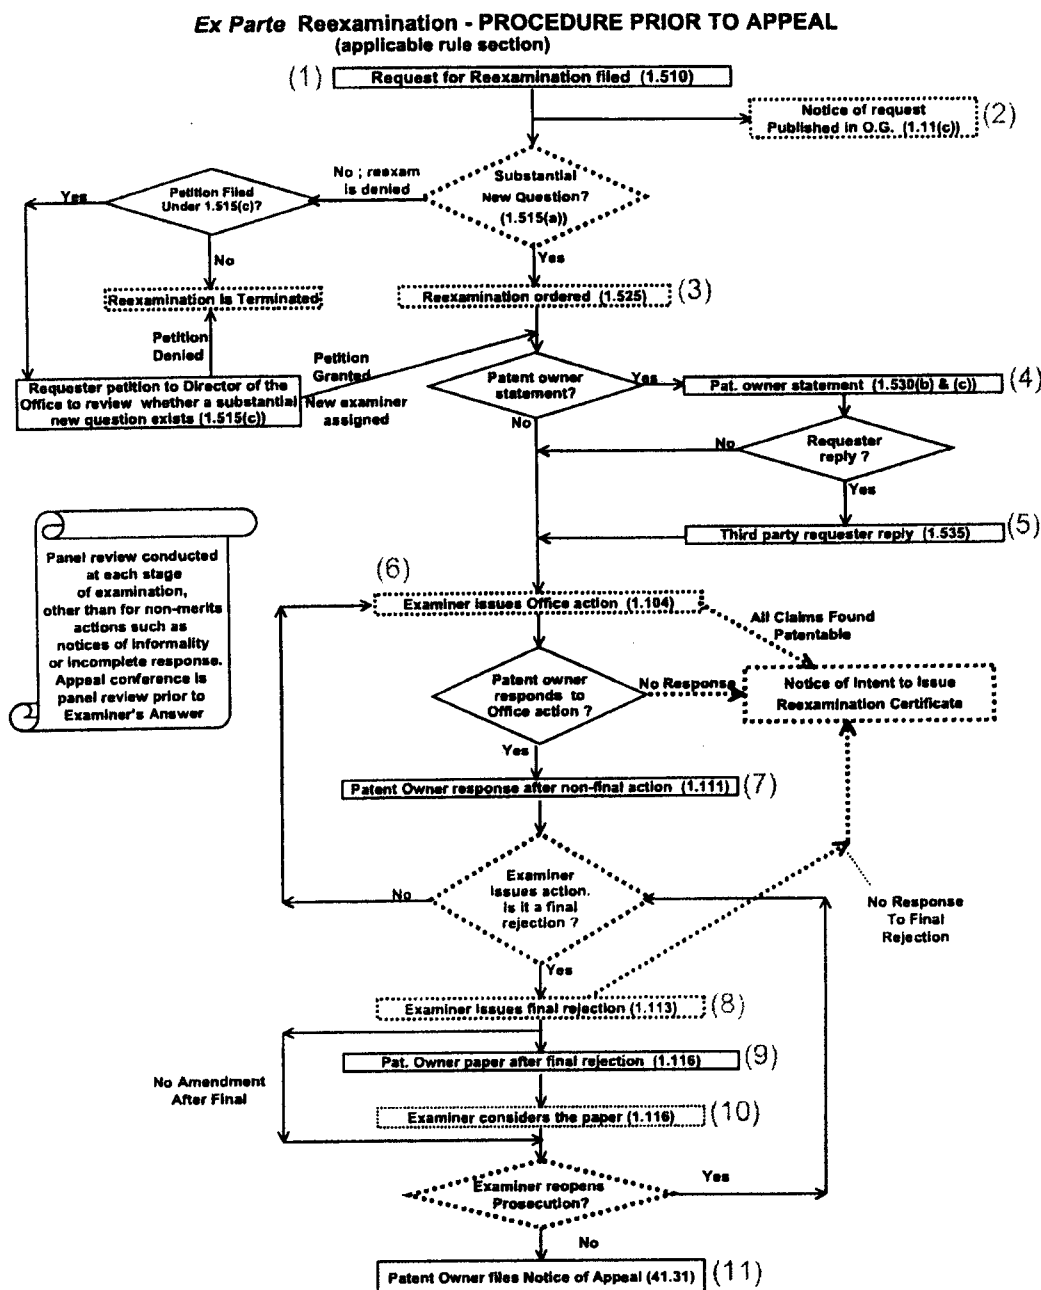 Ex Parte Reexamination - PROCEDURE PRIOR TO APPEAL
(applicable rule section)
(1)
Request for Reexamination filed (1.510)
Notice of request
Published in O.G. (1.11(c))
(2)
Substantial
New Question?
(1.515(a))
No ; reexam
is denied
Petition Filed
Under 1.515(c)?
Yes
No
Reexamination is Terminated
Yes
Reexamination ordered (1.525)
(3)
Petition
Denied
Petition
Granted
New examiner
assigned
Requester petition to Director of the
Office to review whether a substantial
new question exists (1.515(c))
Patent owner
statement?
Yes
Pat. owner statement (1.530(b) & (c))
(4)
No
No
Requester
reply ?
Yes
Third party requester reply (1.535)
(5)
Panel review conducted
at each stage
of examination,
other than for non-merits
actions such as
notices of informality
or incomplete response.
Appeal conference is
panel review prior to
Examiner's Answer
(6)
Examiner issues Office action (1.104)
All Claims Found
Patentable
Patent owner
responds to
Office action ?
No Response
Notice of Intent to Issue
Reexamination Certificate
Yes
Patent Owner response after non-final action (1.111)
(7)
Examiner
issues action.
Is it a final
rejection ?
No
No Response
To Final
Rejection
Yes
Examiner issues final rejection (1.113)
(8)
Pat. Owner paper after final rejection (1.116)
(9)
No Amendment
After Final
Examiner considers the paper (1.116)
(10)
Examiner reopens
Prosecution?
Yes
No
Patent Owner files Notice of Appeal (41.31)
(11)